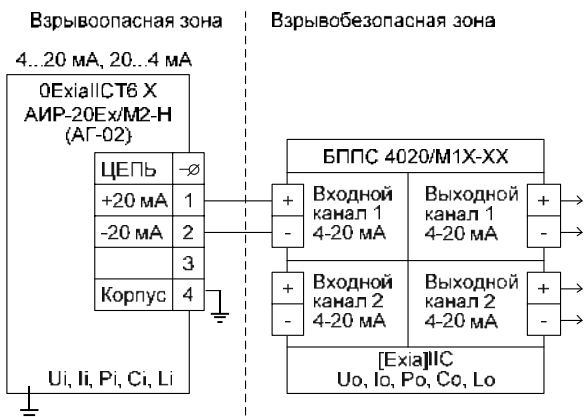 Взрывоопасная зона
Взрывобезопасная зона
4...20 мА, 20...4 мА
0ExiaIICT6 X
АИР-20Ex/М2-Н
(АГ-02)
ЦЕПЬ -⌀
+20 мА 1
-20 мА 2
3
Корпус 4
Ui, Ii, Pi, Ci, Li
БППС 4020/М1Х-ХХ
+ Входной Выходной +
канал 1 канал 1
- 4-20 мА 4-20 мА -
+ Входной Выходной +
канал 2 канал 2
- 4-20 мА 4-20 мА -
[Exia]IIC
Uo, Io, Po, Co, Lo